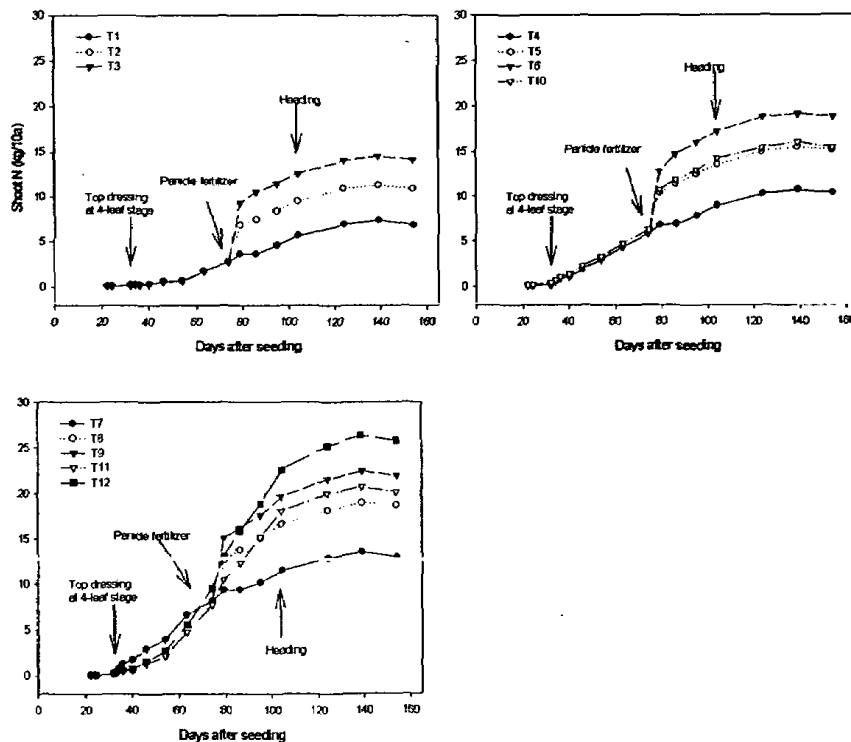 30
25
20
15
10
5
0
Shoot N (kg/10a)
T1
T2
T3
Heading
Panicle fertilizer
Top dressing
at 4-leaf stage
0 20 40 60 80 100 120 140 160
Days after seeding
30
25
20
15
10
5
0
T4
T5
T6
T10
Heading
Panicle fertilizer
Top dressing
at 4-leaf stage
0 20 40 60 80 100 120 140 160
Days after seeding
30
25
20
15
10
5
0
T7
T8
T9
T11
T12
Panicle fertilizer
Top dressing
at 4-leaf stage
Heading
0 20 40 60 80 100 120 140 160
Days after seeding